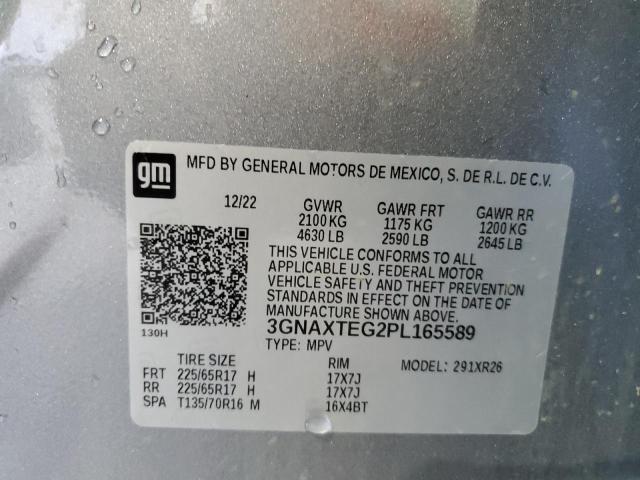 gm
MFD BY GENERAL MOTORS DE MEXICO, S. DE R.L. DE C.V.
12/22 GVWR GAWR FRT GAWR RR
2100 KG 1175 KG 1200 KG
4630 LB 2590 LB 2645 LB
THIS VEHICLE CONFORMS TO ALL
APPLICABLE U.S. FEDERAL MOTOR
VEHICLE SAFETY AND THEFT PREVENTION
STANDARDS IN EFFECT ON THE DATE OF
MANUFACTURE SHOWN ABOVE.
3GNAXTEG2PL165589
130H
TYPE: MPV
TIRE SIZE RIM MODEL: 291XR26
FRT 225/65R17 H 17X7J
RR 225/65R17 H 17X7J
SPA T135/70R16 M 16X4BT